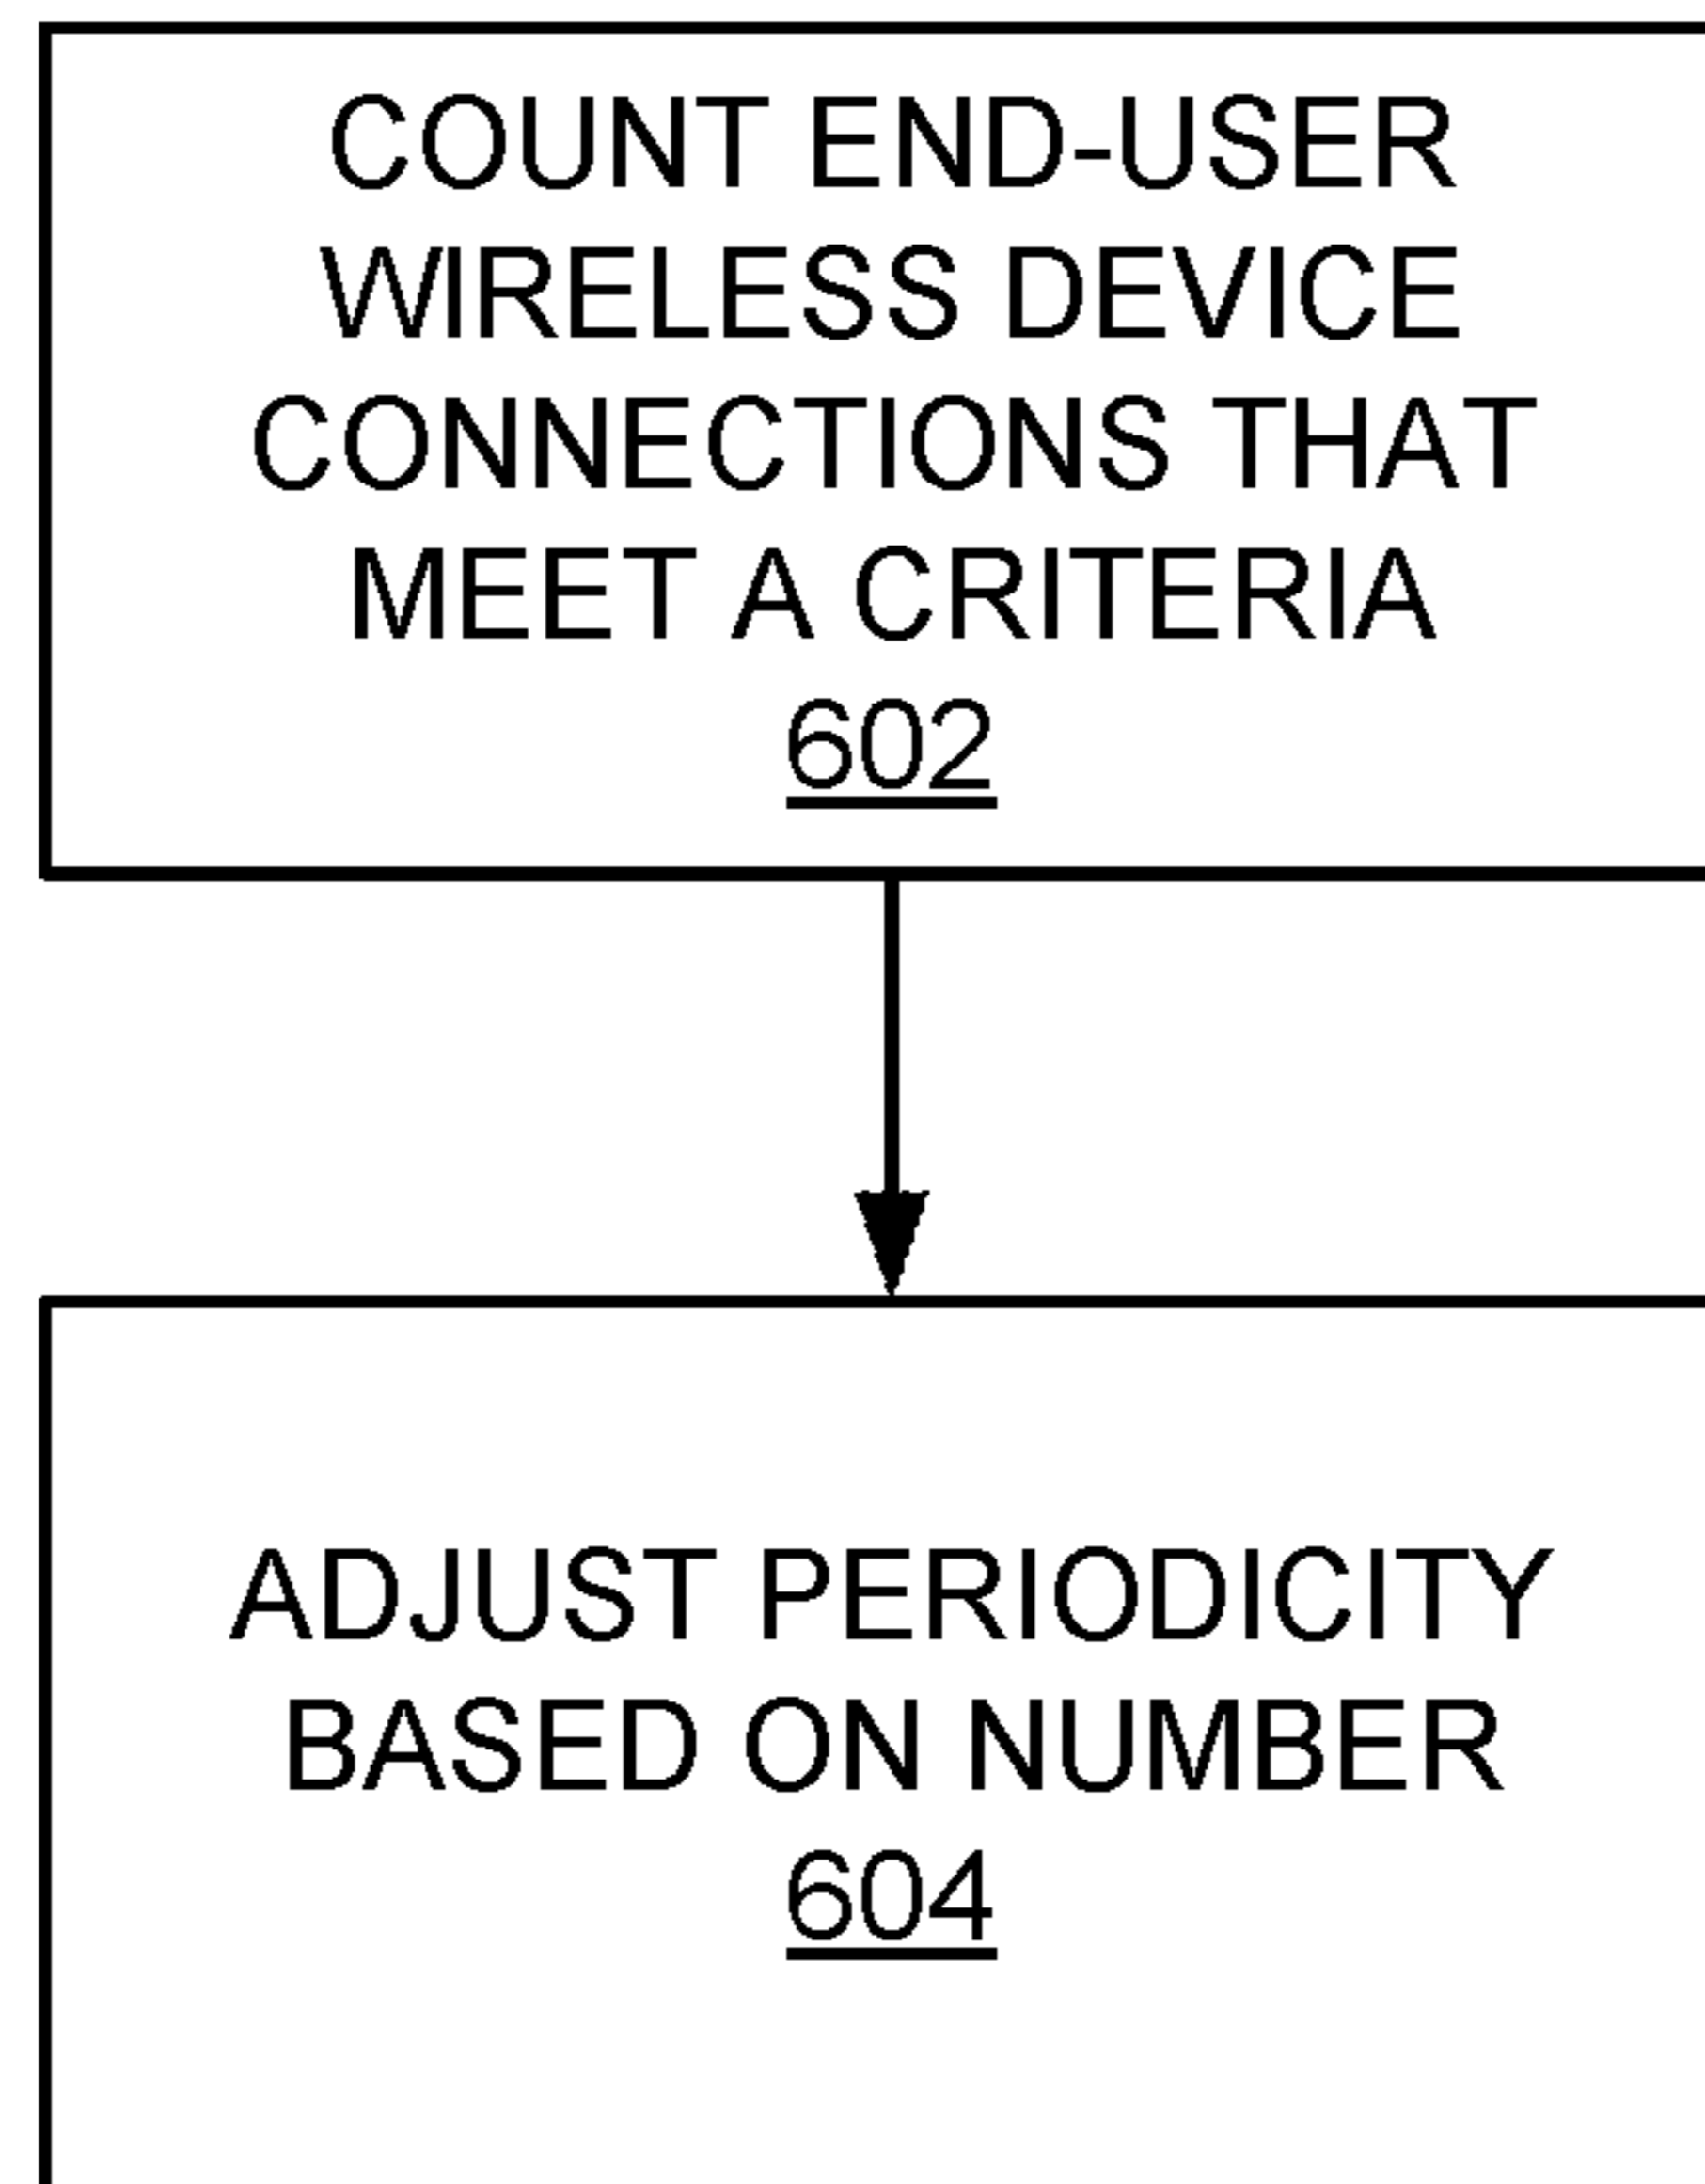 COUNT END-USER
WIRELESS DEVICE
CONNECTIONS THAT
MEET A CRITERIA
602
ADJUST PERIODICITY
BASED ON NUMBER
604